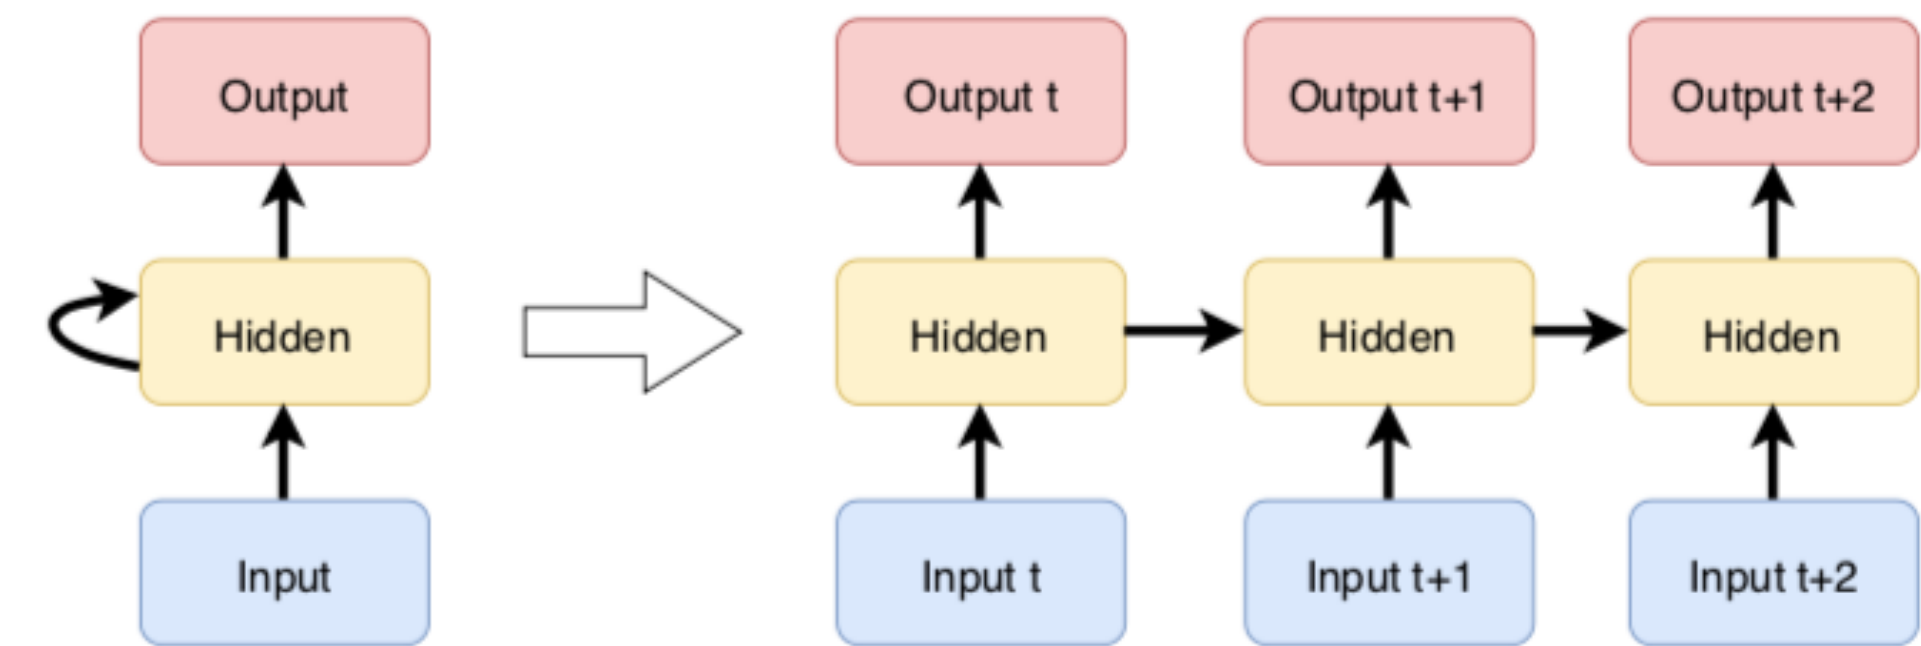 Output
Hidden
Input
Output t
Output t+1
Output t+2
Hidden
Hidden
Hidden
Input t
Input t+1
Input t+2